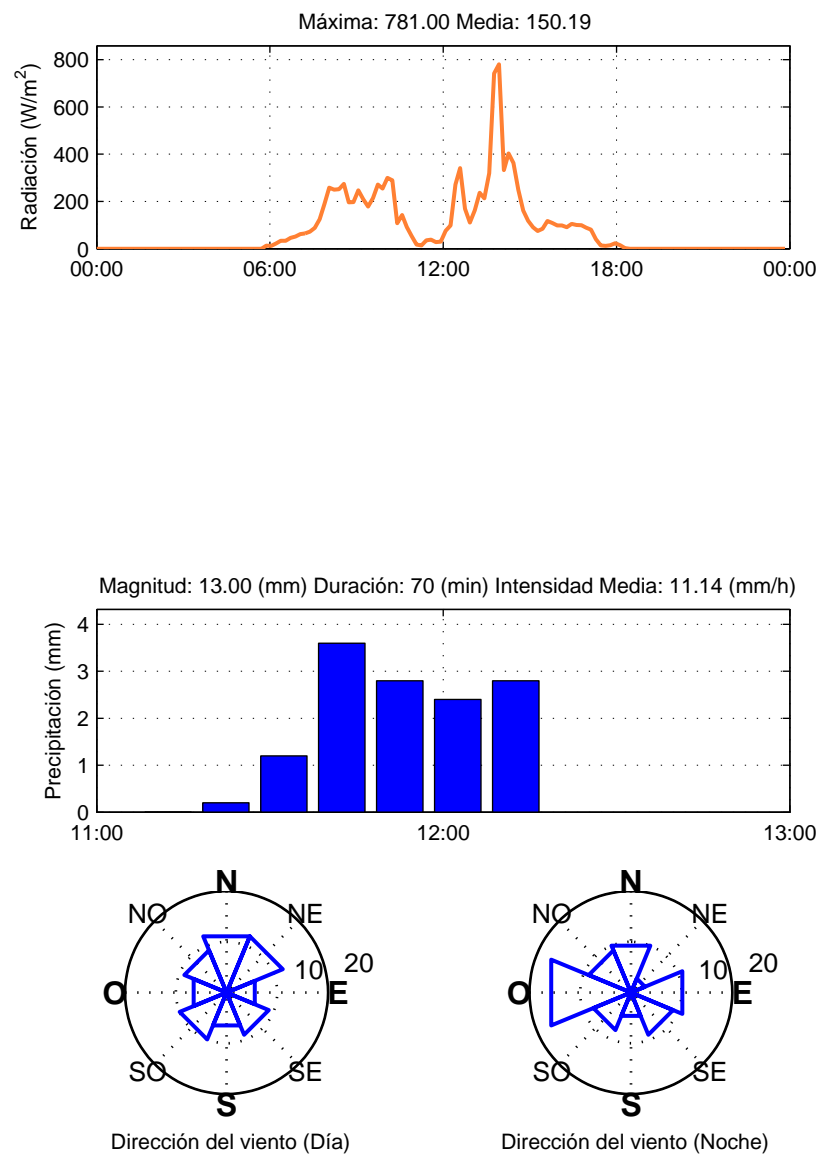 Máxima: 781.00 Media: 150.19
800
600
400
200
0
Radiación (W/m²)
00:00 06:00 12:00 18:00 00:00
Magnitud: 13.00 (mm) Duración: 70 (min) Intensidad Media: 11.14 (mm/h)
4
3
2
1
0
Precipitación (mm)
11:00 12:00 13:00
N
NO NE
10 20
O E
SO SE
S
Dirección del viento (Día)
N
NO NE
10 20
O E
SO SE
S
Dirección del viento (Noche)